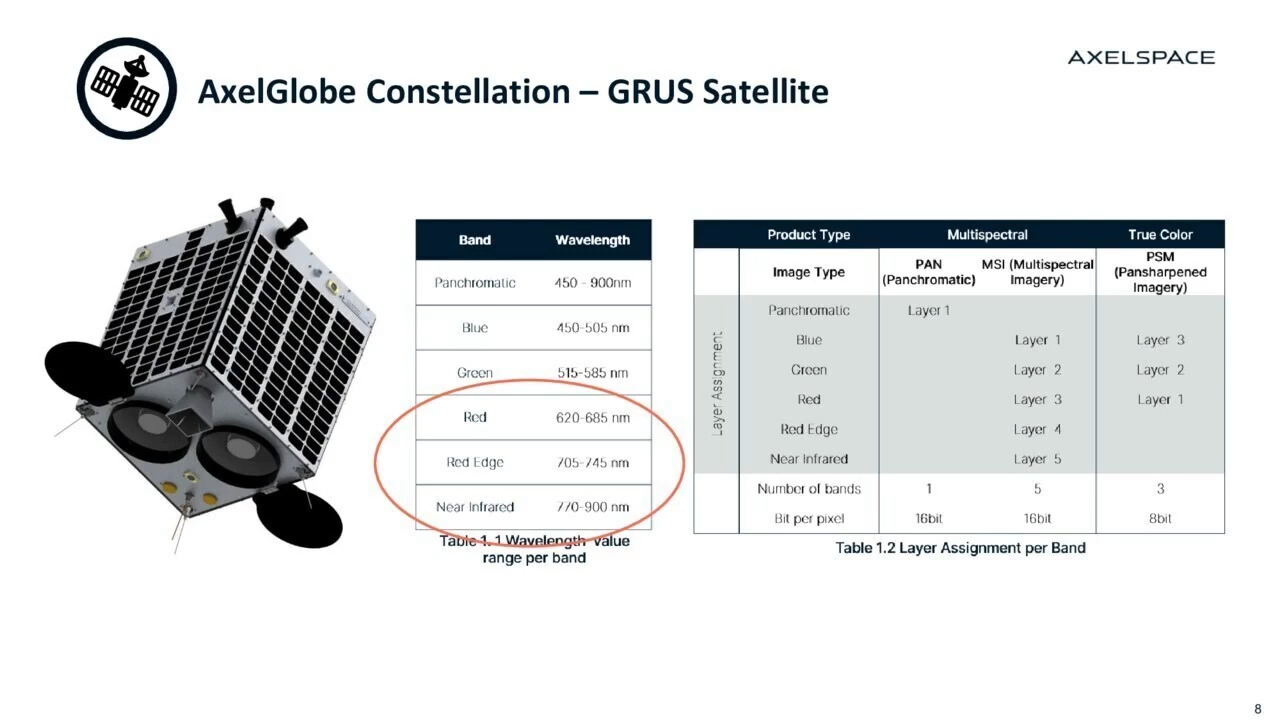 AXELSPACE
AxelGlobe Constellation – GRUS Satellite
Band Wavelength
Panchromatic 450 - 900nm
Blue 450-505 nm
Green 515-585 nm
Red 620-685 nm
Red Edge 705-745 nm
Near Infrared 770-900 nm
Table 1.1 Wavelength value
range per band
Product Type Multispectral True Color
Image Type PAN (Panchromatic) MSI (Multispectral Imagery) PSM (Pansharpened Imagery)
Layer Assignment
Panchromatic Layer 1
Blue Layer 1 Layer 3
Green Layer 2 Layer 2
Red Layer 3 Layer 1
Red Edge Layer 4
Near Infrared Layer 5
Number of bands 1 5 3
Bit per pixel 16bit 16bit 8bit
Table 1.2 Layer Assignment per Band
8